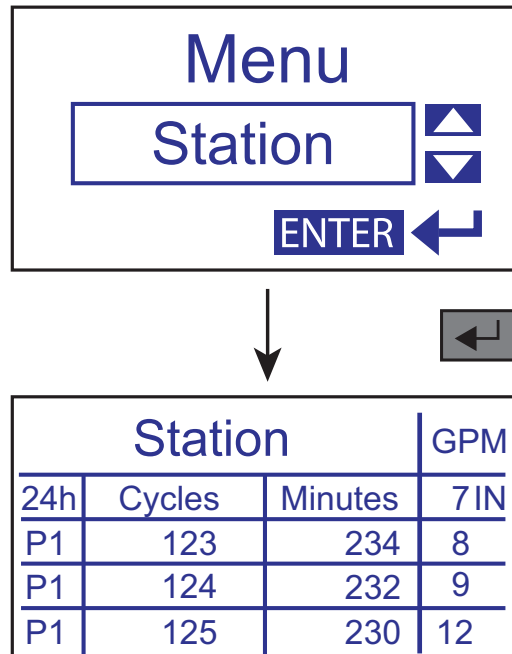 Menu
Station
ENTER
Station GPM
24h Cycles Minutes 7 IN
P1 123 234 8
P1 124 232 9
P1 125 230 12